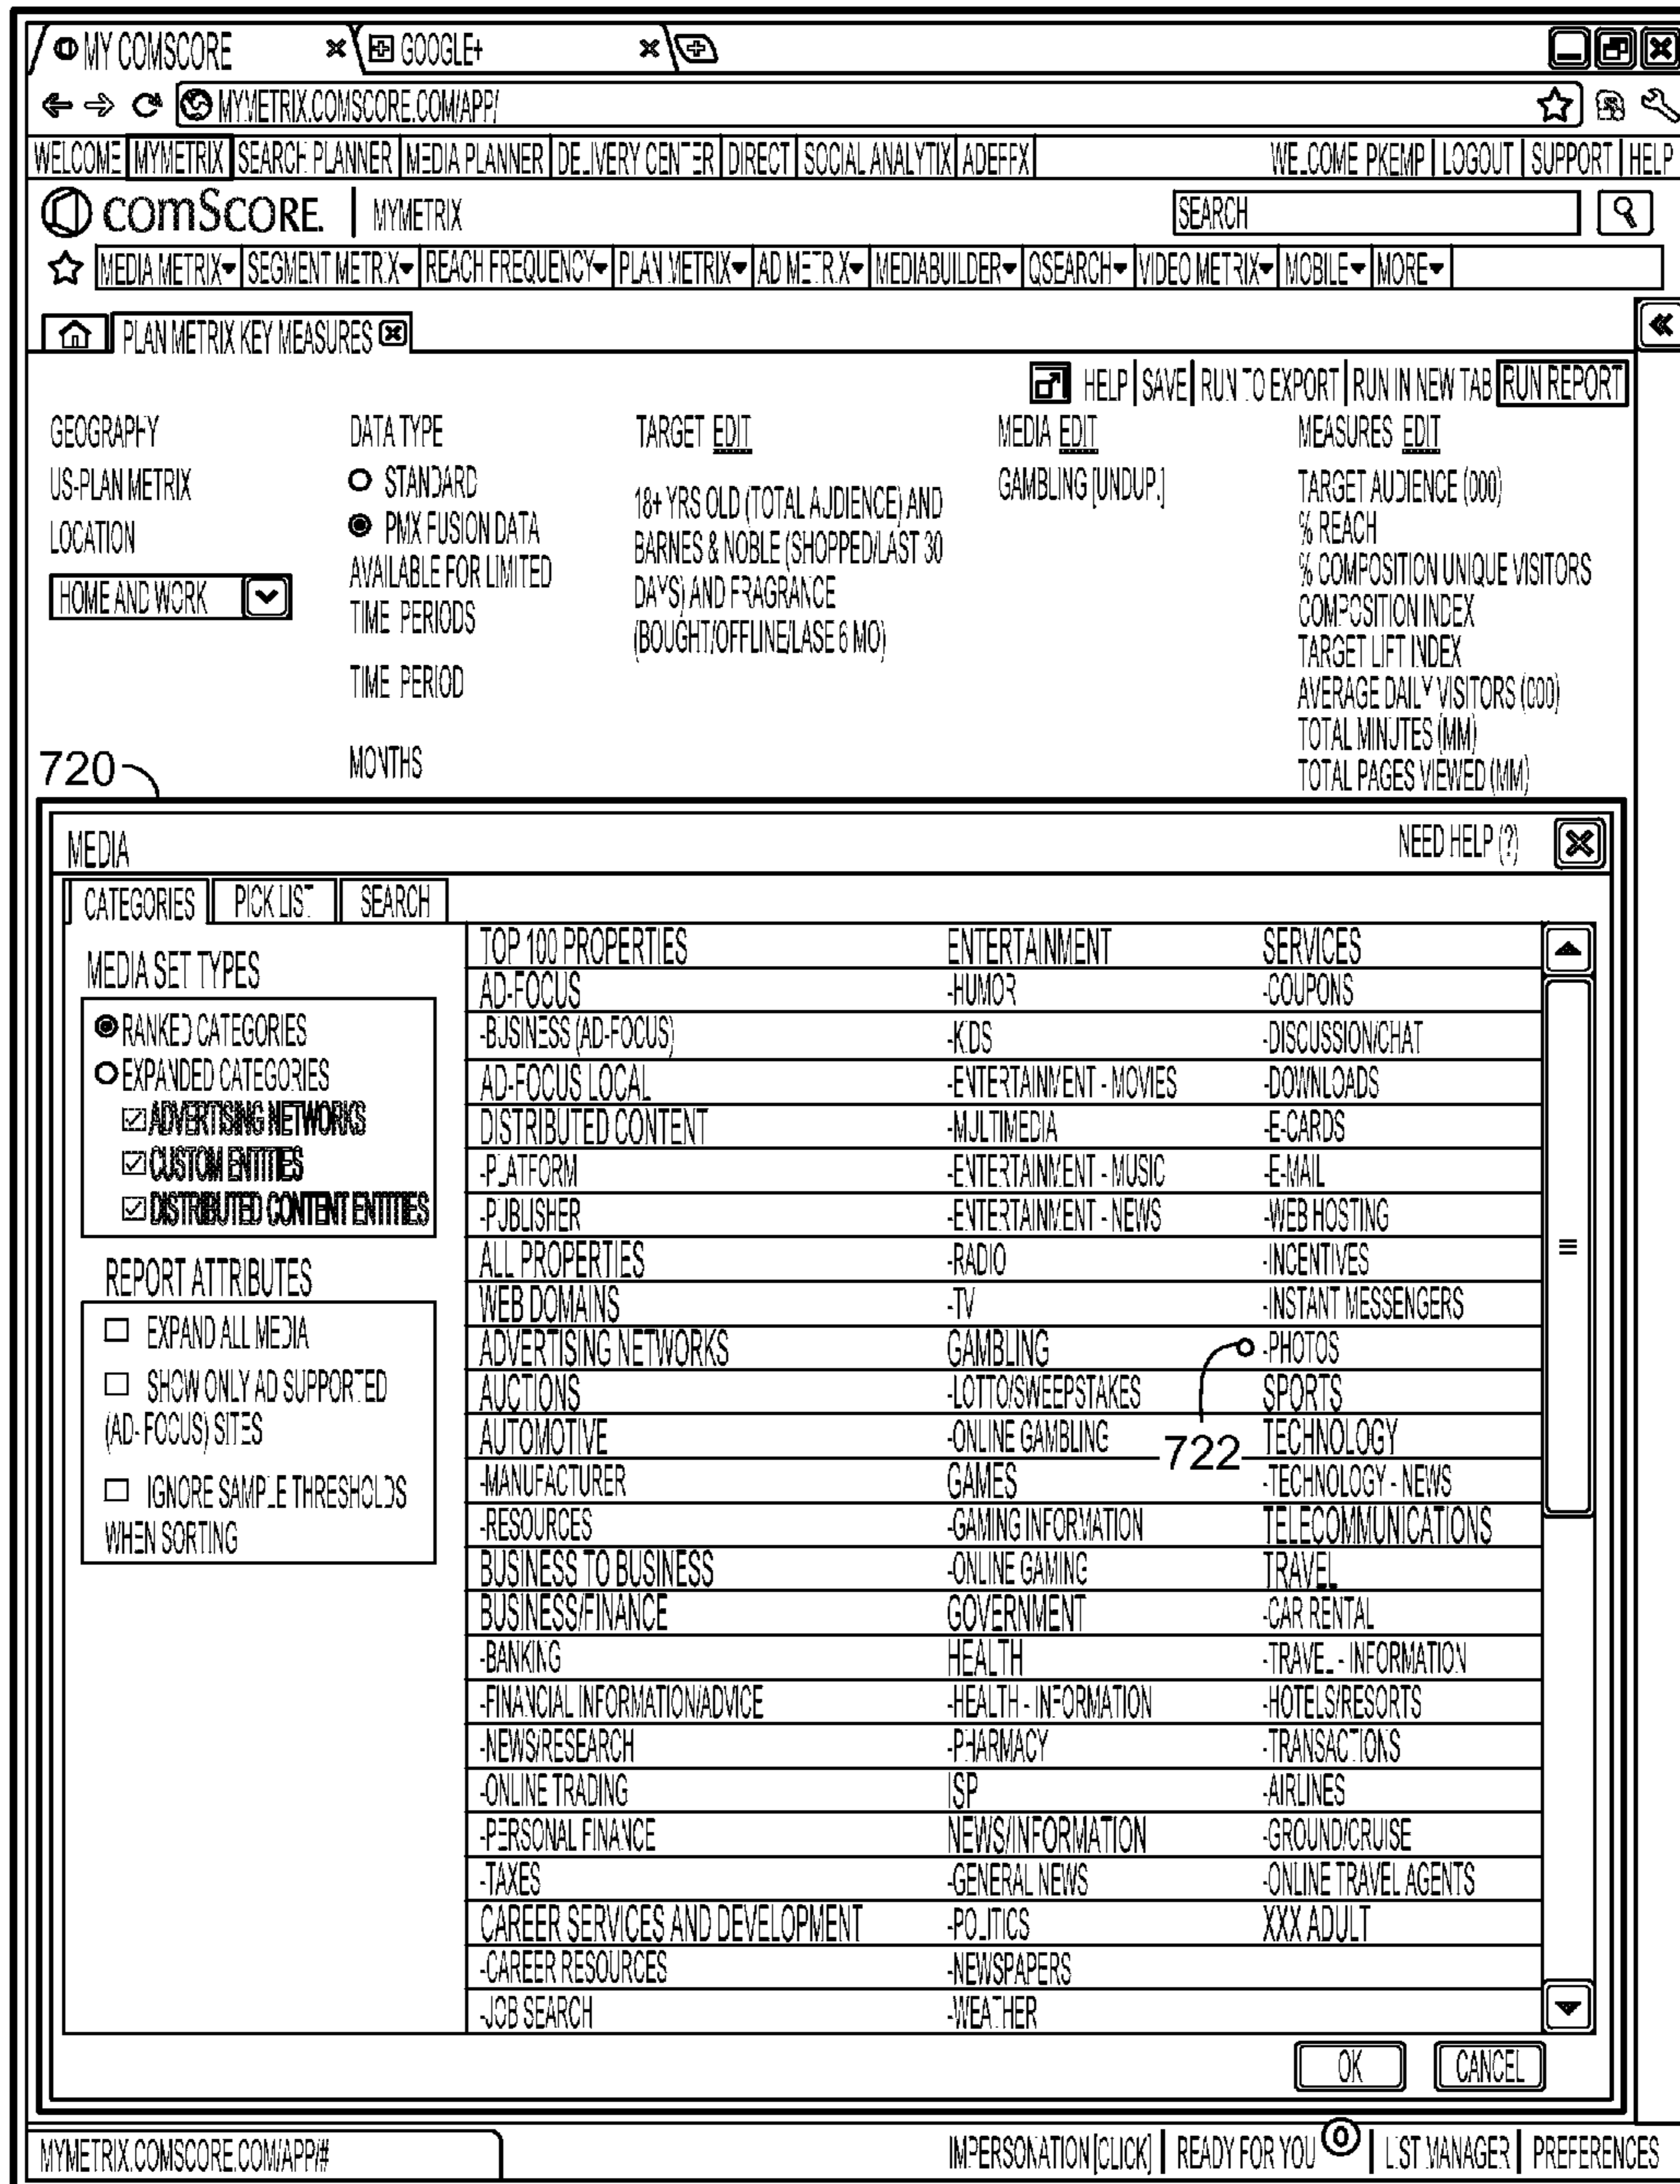 MY COMSCORE GOOGLE+
MYMETRIX.COMSCORE.COM/APP/
WELCOME MYMETRIX SEARCH PLANNER MEDIA PLANNER DELIVERY CENTER DIRECT SOCIAL ANALYTIX ADEFFX WELCOME PKEMP | LOGOUT | SUPPORT | HELP
comSCORE. | MYMETRIX SEARCH
MEDIA METRIX SEGMENT METRIX REACH FREQUENCY PLAN METRIX AD METRIX MEDIABUILDER QSEARCH VIDEO METRIX MOBILE MORE
PLAN METRIX KEY MEASURES
HELP | SAVE | RUN TO EXPORT | RUN IN NEW TAB RUN REPORT
GEOGRAPHY
US-PLAN METRIX
LOCATION
HOME AND WORK
DATA TYPE
STANDARD
PMX FUSION DATA
AVAILABLE FOR LIMITED
TIME PERIODS
TIME PERIOD
MONTHS
TARGET EDIT
18+ YRS OLD (TOTAL AUDIENCE) AND
BARNES & NOBLE (SHOPPED/LAST 30
DAYS) AND FRAGRANCE
(BOUGHT/OFFLINE/LASE 6 MO)
MEDIA EDIT
GAMBLING [UNDUP.]
MEASURES EDIT
TARGET AUDIENCE (000)
% REACH
% COMPOSITION UNIQUE VISITORS
COMPOSITION INDEX
TARGET LIFT INDEX
AVERAGE DAILY VISITORS (000)
TOTAL MINUTES (MM)
TOTAL PAGES VIEWED (MM)
720
MEDIA NEED HELP (?)
CATEGORIES PICK LIST SEARCH
MEDIA SET TYPES
RANKED CATEGORIES
EXPANDED CATEGORIES
ADVERTISING NETWORKS
CUSTOM ENTITIES
DISTRIBUTED CONTENT ENTITIES
REPORT ATTRIBUTES
EXPAND ALL MEDIA
SHOW ONLY AD SUPPORTED
(AD- FOCUS) SITES
IGNORE SAMPLE THRESHOLDS
WHEN SORTING
TOP 100 PROPERTIES ENTERTAINMENT SERVICES
AD-FOCUS -HUMOR -COUPONS
-BUSINESS (AD-FOCUS) -KIDS -DISCUSSION/CHAT
AD-FOCUS LOCAL -ENTERTAINMENT - MOVIES -DOWNLOADS
DISTRIBUTED CONTENT -MULTIMEDIA -E-CARDS
-PLATFORM -ENTERTAINMENT - MUSIC -E-MAIL
-PUBLISHER -ENTERTAINMENT - NEWS -WEB HOSTING
ALL PROPERTIES -RADIO -INCENTIVES
WEB DOMAINS -TV -INSTANT MESSENGERS
ADVERTISING NETWORKS GAMBLING -PHOTOS
AUCTIONS -LOTTO/SWEEPSTAKES SPORTS
AUTOMOTIVE -ONLINE GAMBLING 722 TECHNOLOGY
-MANUFACTURER GAMES -TECHNOLOGY - NEWS
-RESOURCES -GAMING INFORMATION TELECOMMUNICATIONS
BUSINESS TO BUSINESS -ONLINE GAMING TRAVEL
BUSINESS/FINANCE GOVERNMENT -CAR RENTAL
-BANKING HEALTH -TRAVEL - INFORMATION
-FINANCIAL INFORMATION/ADVICE -HEALTH - INFORMATION -HOTELS/RESORTS
-NEWS/RESEARCH -PHARMACY -TRANSACTIONS
-ONLINE TRADING ISP -AIRLINES
-PERSONAL FINANCE NEWS/INFORMATION -GROUND/CRUISE
-TAXES -GENERAL NEWS -ONLINE TRAVEL AGENTS
CAREER SERVICES AND DEVELOPMENT -POLITICS XXX ADULT
-CAREER RESOURCES -NEWSPAPERS
-JOB SEARCH -WEATHER
OK CANCEL
MYMETRIX.COMSCORE.COM/APP/# IMPERSONATION [CLICK] | READY FOR YOU 0 | LIST MANAGER | PREFERENCES